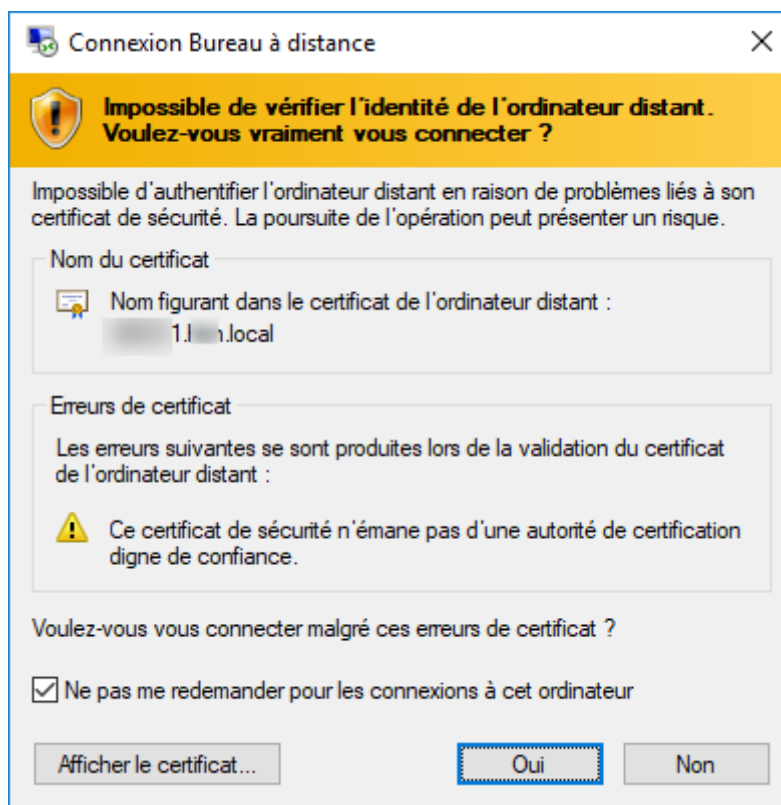 Connexion Bureau à distance
Impossible de vérifier l'identité de l'ordinateur distant.
Voulez-vous vraiment vous connecter ?
Impossible d'authentifier l'ordinateur distant en raison de problèmes liés à son
certificat de sécurité. La poursuite de l'opération peut présenter un risque.
Nom du certificat
Nom figurant dans le certificat de l'ordinateur distant :
.local
Erreurs de certificat
Les erreurs suivantes se sont produites lors de la validation du certificat
de l'ordinateur distant :
Ce certificat de sécurité n'émane pas d'une autorité de certification
digne de confiance.
Voulez-vous vous connecter malgré ces erreurs de certificat ?
Ne pas me redemander pour les connexions à cet ordinateur
Afficher le certificat...
Oui
Non